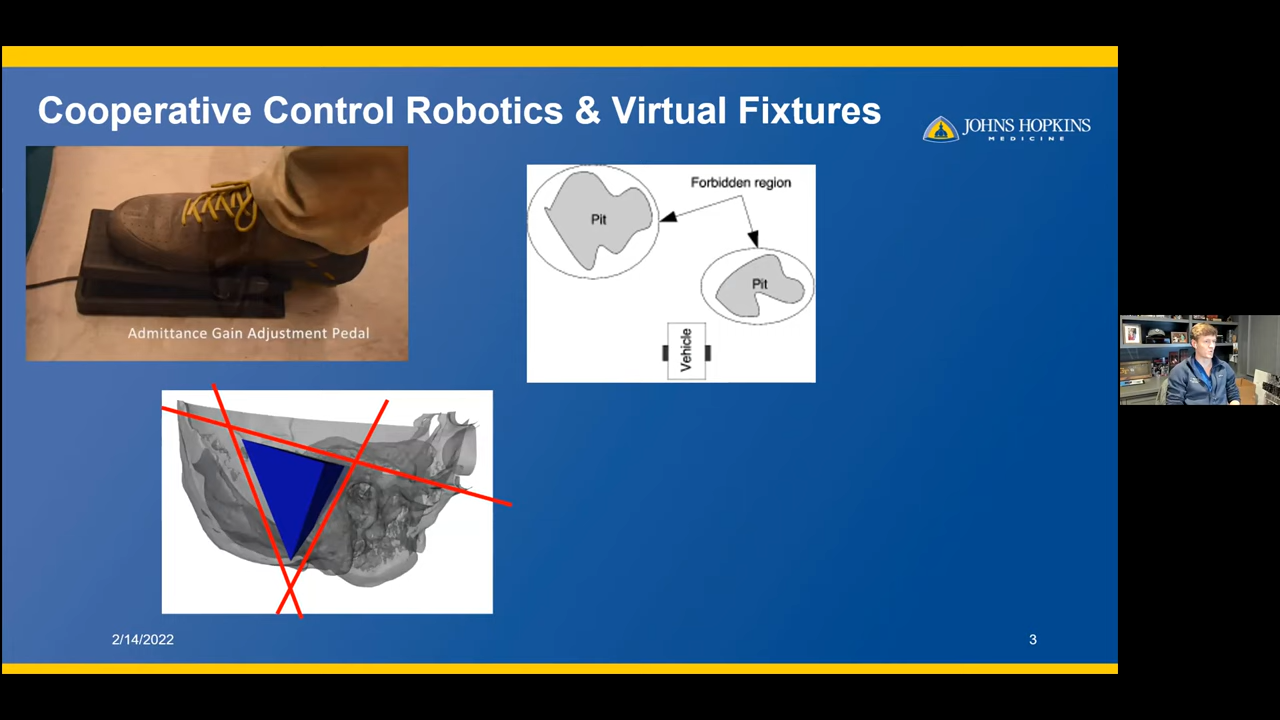 Cooperative Control Robotics & Virtual Fixtures
JOHNS HOPKINS
MEDICINE
Admittance Gain Adjustment Pedal
Forbidden region
Pit
Pit
Vehicle
2/14/2022
3